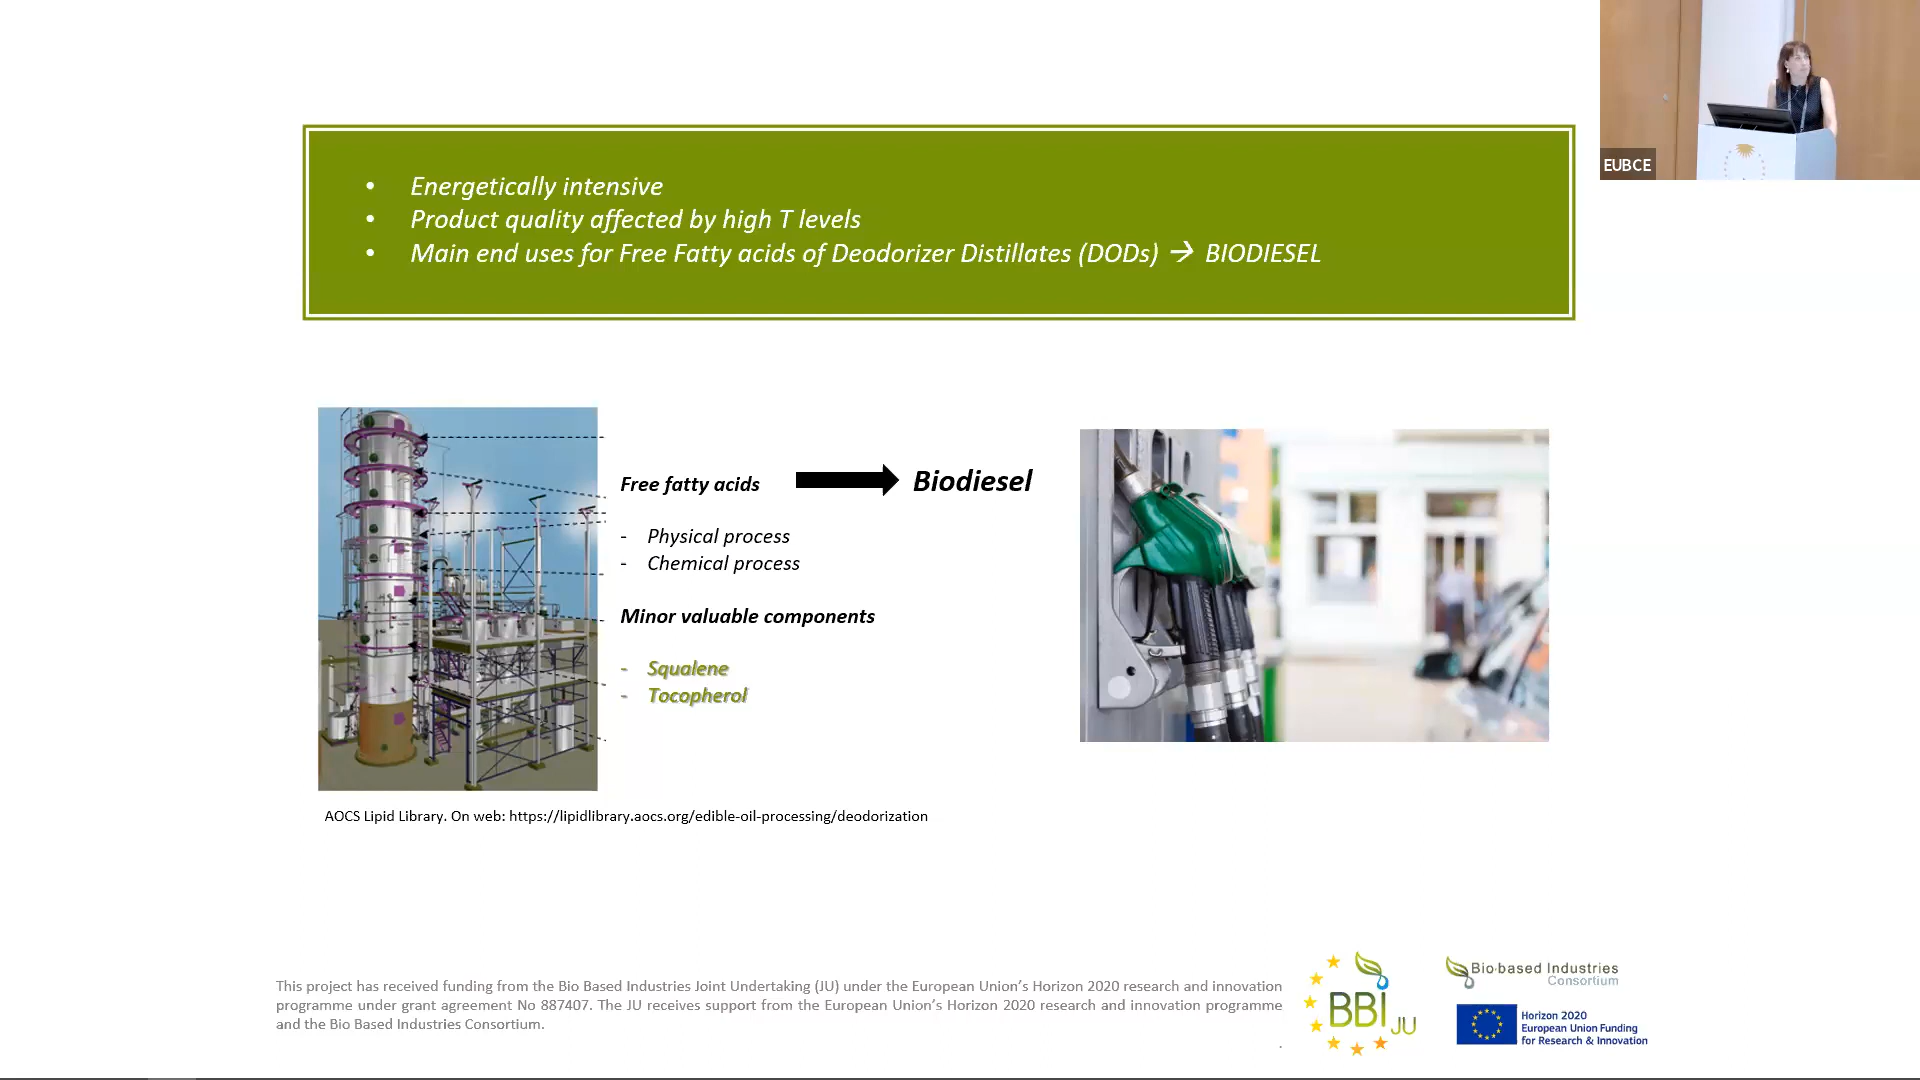 EUBCE
• Energetically intensive
• Product quality affected by high T levels
• Main end uses for Free Fatty acids of Deodorizer Distillates (DODs) → BIODIESEL
Free fatty acids
Biodiesel
- Physical process
- Chemical process
Minor valuable components
- Squalene
- Tocopherol
AOCS Lipid Library. On web: https://lipidlibrary.aocs.org/edible-oil-processing/deodorization
This project has received funding from the Bio Based Industries Joint Undertaking (JU) under the European Union's Horizon 2020 research and innovation
programme under grant agreement No 887407. The JU receives support from the European Union's Horizon 2020 research and innovation programme
and the Bio Based Industries Consortium.
.
BBI JU
Bio-based Industries
Consortium
Horizon 2020
European Union Funding
for Research & Innovation